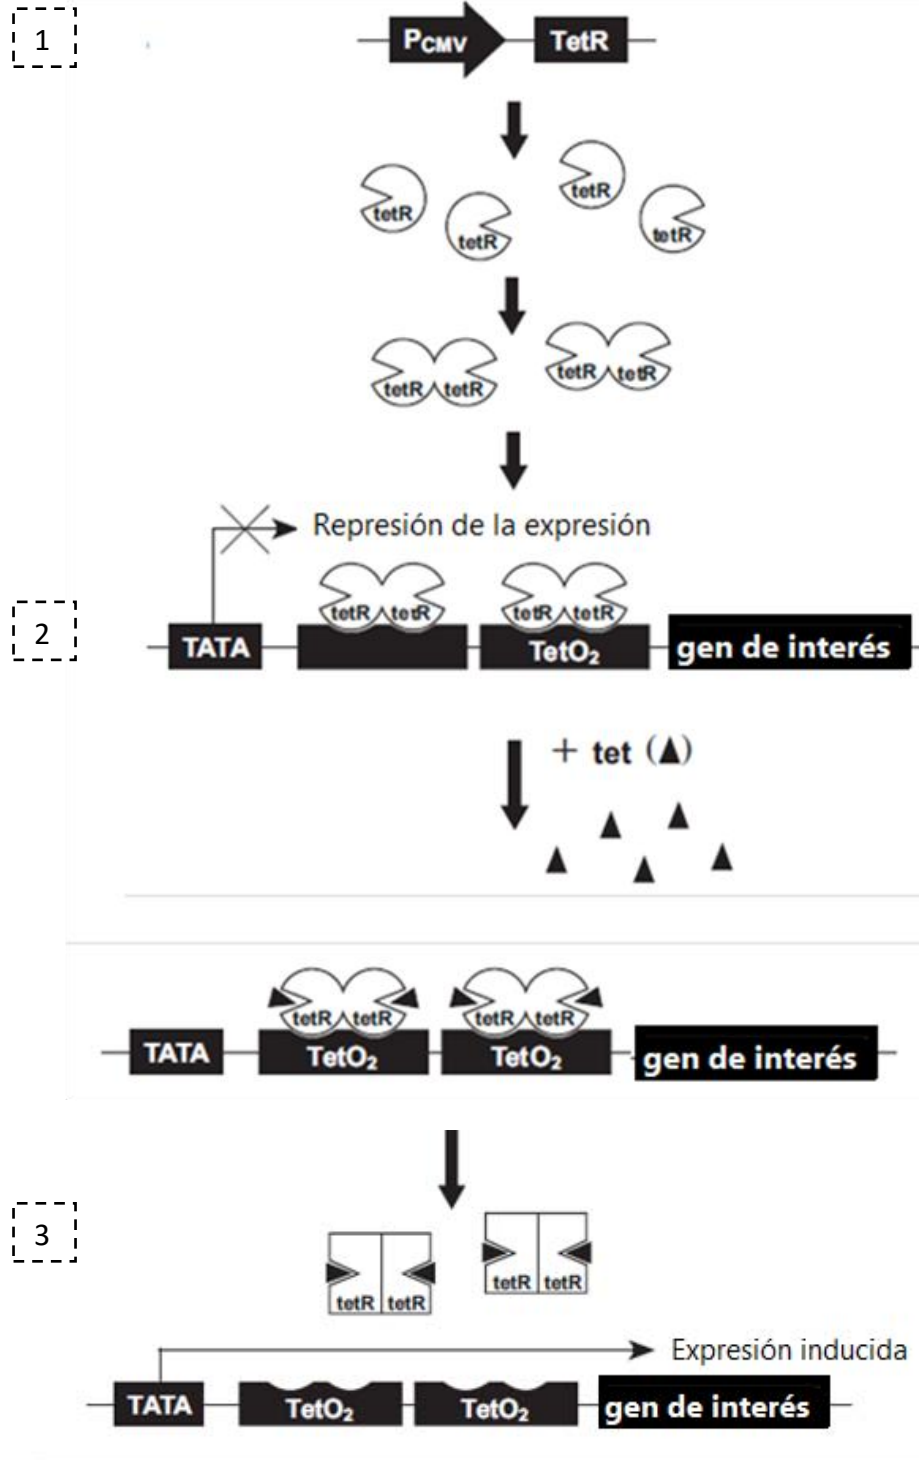 1
PCMV TetR
tetR tetR tetR tetR
tetR tetR tetR tetR
Represión de la expresión
tetR tetR tetR tetR
2
TATA TetO2 gen de interés
+ tet (▲)
tetR tetR tetR tetR
TATA TetO2 TetO2 gen de interés
3
tetR tetR tetR tetR
Expresión inducida
TATA TetO2 TetO2 gen de interés